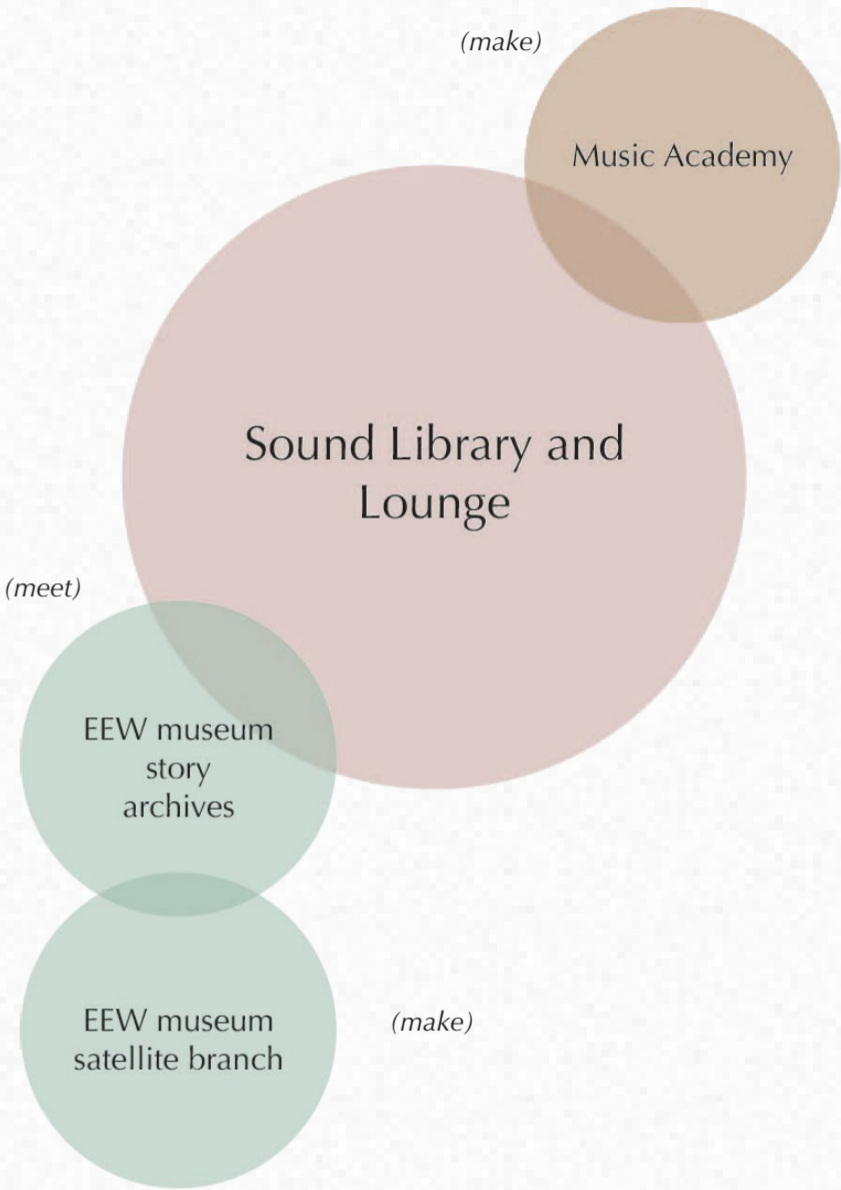 (make)
Music Academy
Sound Library and
Lounge
(meet)
EEW museum
story
archives
EEW museum
satellite branch
(make)